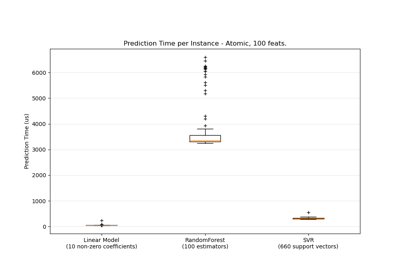 Prediction Time per Instance - Atomic, 100 feats.
6000
5000
4000
3000
2000
1000
0
Prediction Time (us)
Linear Model
(10 non-zero coefficients)
RandomForest
(100 estimators)
SVR
(660 support vectors)